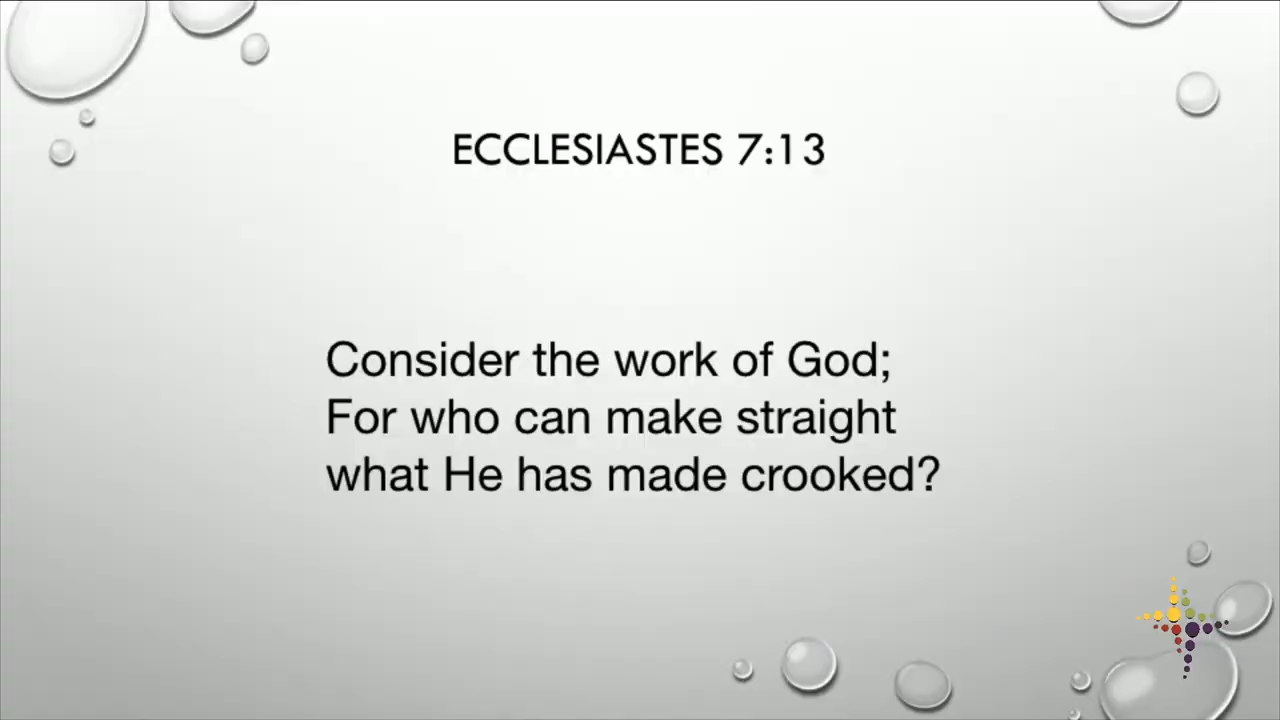 ECCLESIASTES 7:13
Consider the work of God;
For who can make straight
what He has made crooked?